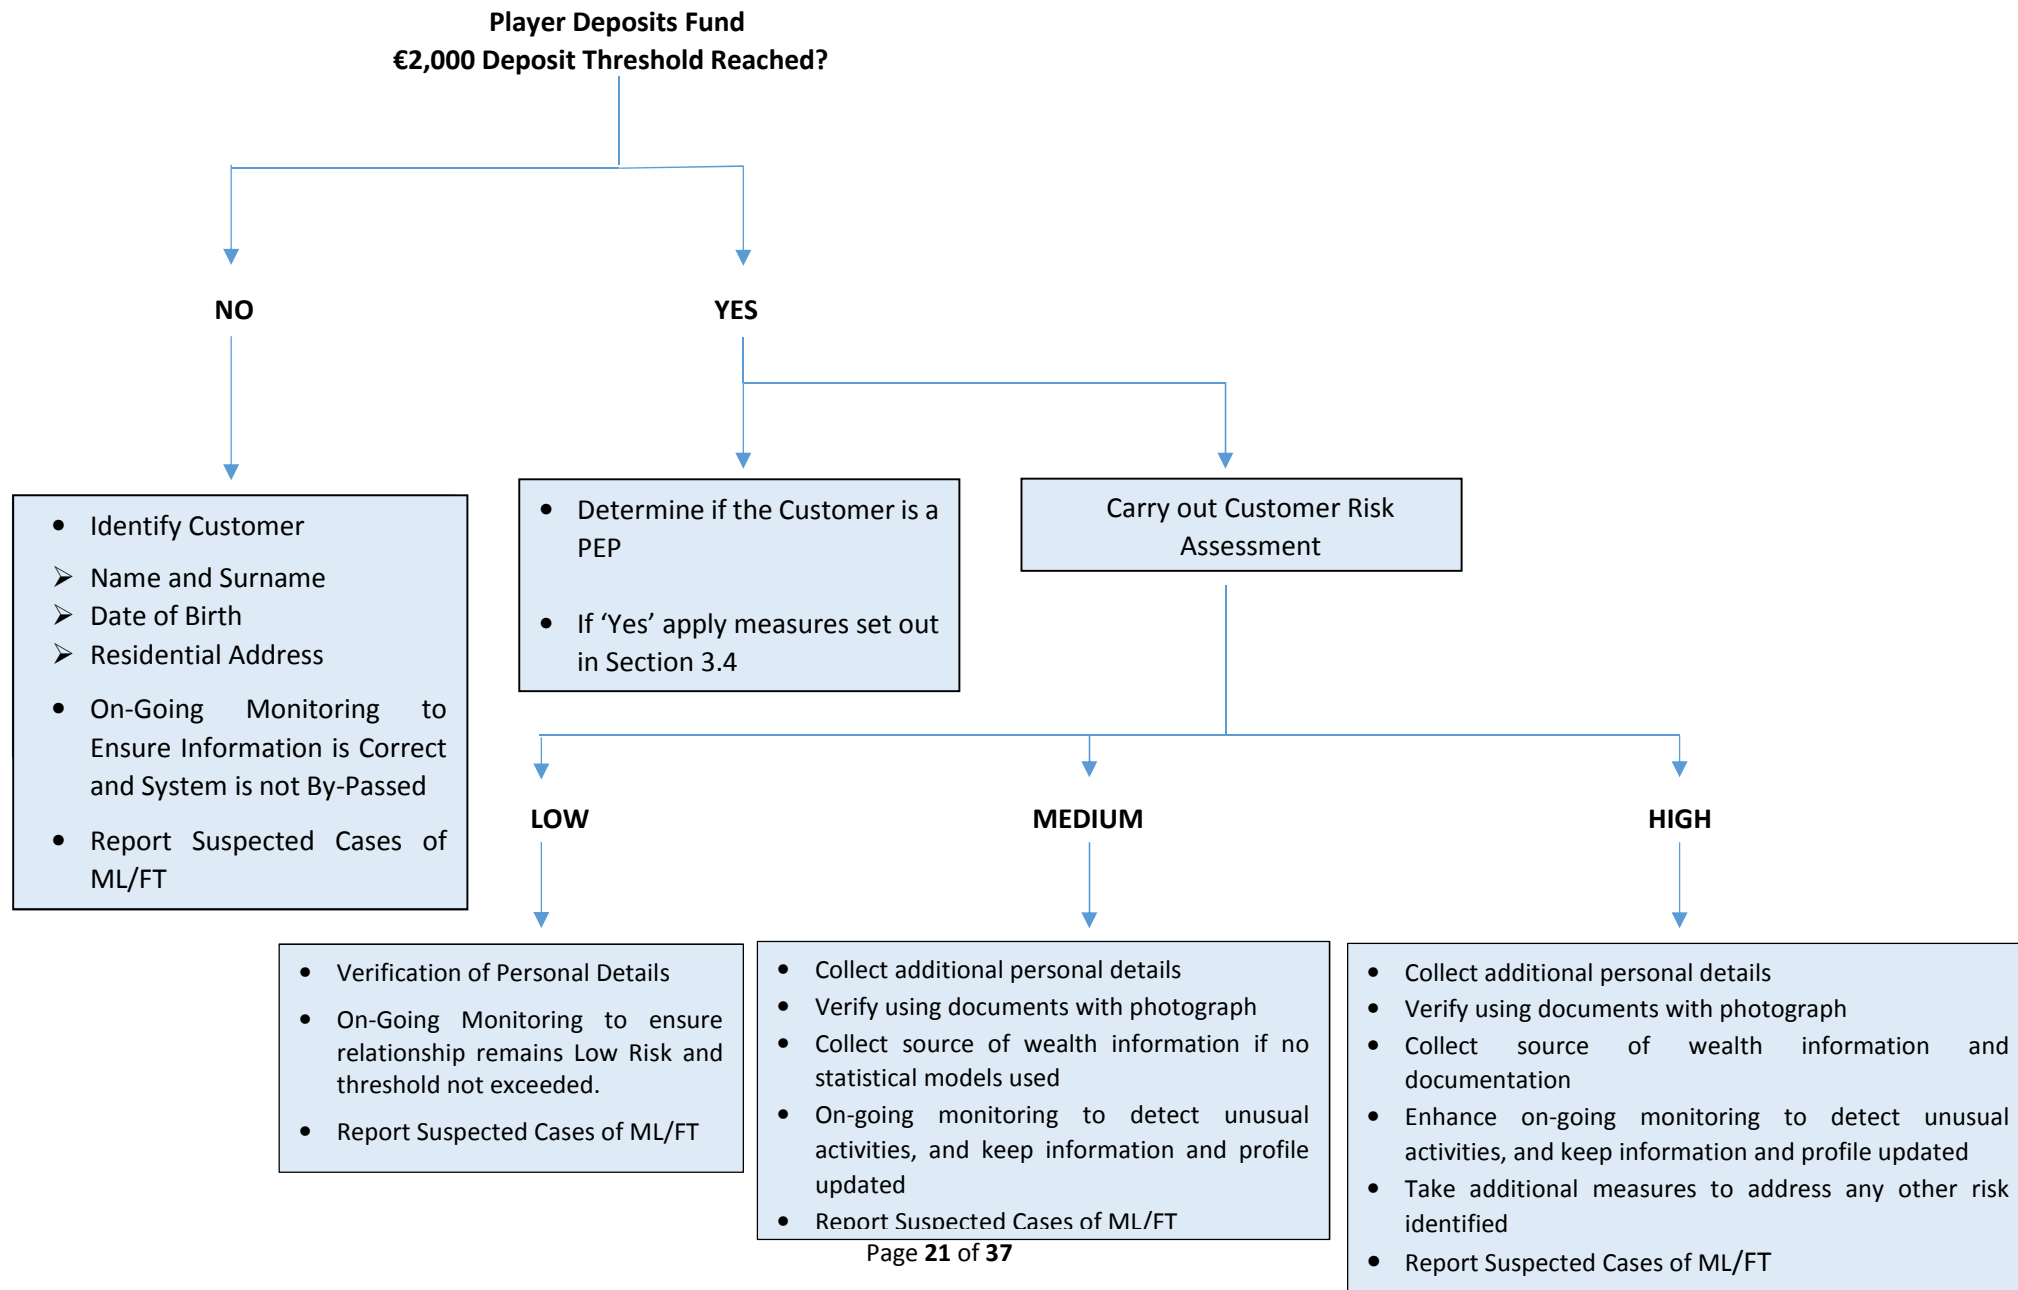 Player Deposits Fund
€2,000 Deposit Threshold Reached?
NO
YES
• Identify Customer
➢ Name and Surname
➢ Date of Birth
➢ Residential Address
• On-Going Monitoring to
Ensure Information is Correct
and System is not By-Passed
• Report Suspected Cases of
ML/FT
• Determine if the Customer is a
PEP
• If ‘Yes’ apply measures set out
in Section 3.4
Carry out Customer Risk
Assessment
LOW
MEDIUM
HIGH
• Verification of Personal Details
• On-Going Monitoring to ensure
relationship remains Low Risk and
threshold not exceeded.
• Report Suspected Cases of ML/FT
• Collect additional personal details
• Verify using documents with photograph
• Collect source of wealth information if no
statistical models used
• On-going monitoring to detect unusual
activities, and keep information and profile
updated
• Report Suspected Cases of ML/FT
• Collect additional personal details
• Verify using documents with photograph
• Collect source of wealth information and
documentation
• Enhance on-going monitoring to detect unusual
activities, and keep information and profile updated
• Take additional measures to address any other risk
identified
• Report Suspected Cases of ML/FT
Page 21 of 37